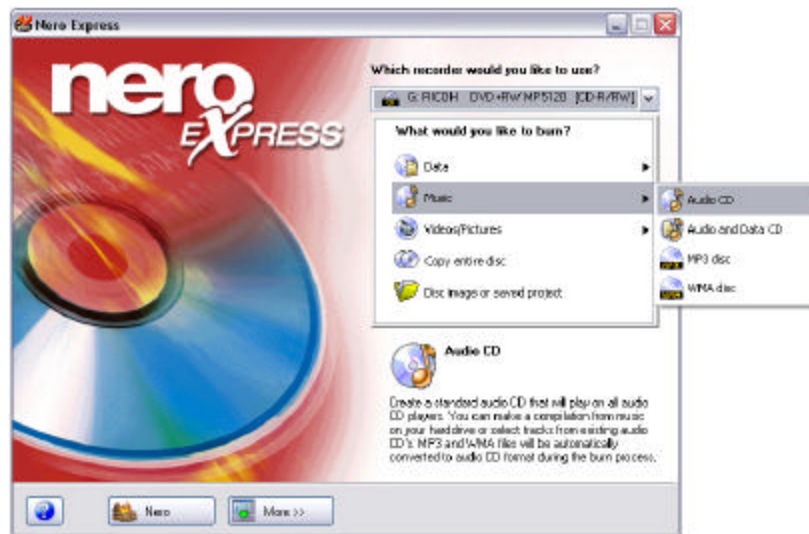 Nero Express
nero
EXPRESS
Which recorder would you like to use?
G: RICOH DVD+RW MP5120 [CD-R/RW]
What would you like to burn?
Data
Music
Videos/Pictures
Copy entire disc
Disc Image or saved project
Audio CD
Audio and Data CD
MP3 disc
WMA disc
Audio CD
Create a standard audio CD that will play on all audio
CD players. You can make a compilation from music
on your harddrive or select tracks from existing audio
CD's. MP3 and WMA files will be automatically
converted to audio CD format during the burn process.
Nero
More >>